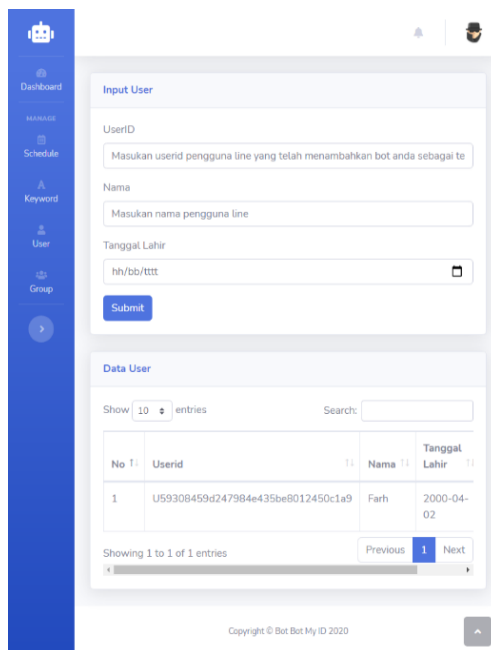 Dashboard
MANAGE
Schedule
Keyword
User
Group
Input User
UserID
Masukan userid pengguna line yang telah menambahkan bot anda sebagai te
Nama
Masukan nama pengguna line
Tanggal Lahir
hh/bb/tttt
Submit
Data User
Show 10 entries Search:
No Userid Nama Tanggal Lahir
1 U59308459d247984e435be8012450c1a9 Farh 2000-04-02
Showing 1 to 1 of 1 entries Previous 1 Next
Copyright © Bot Bot My ID 2020